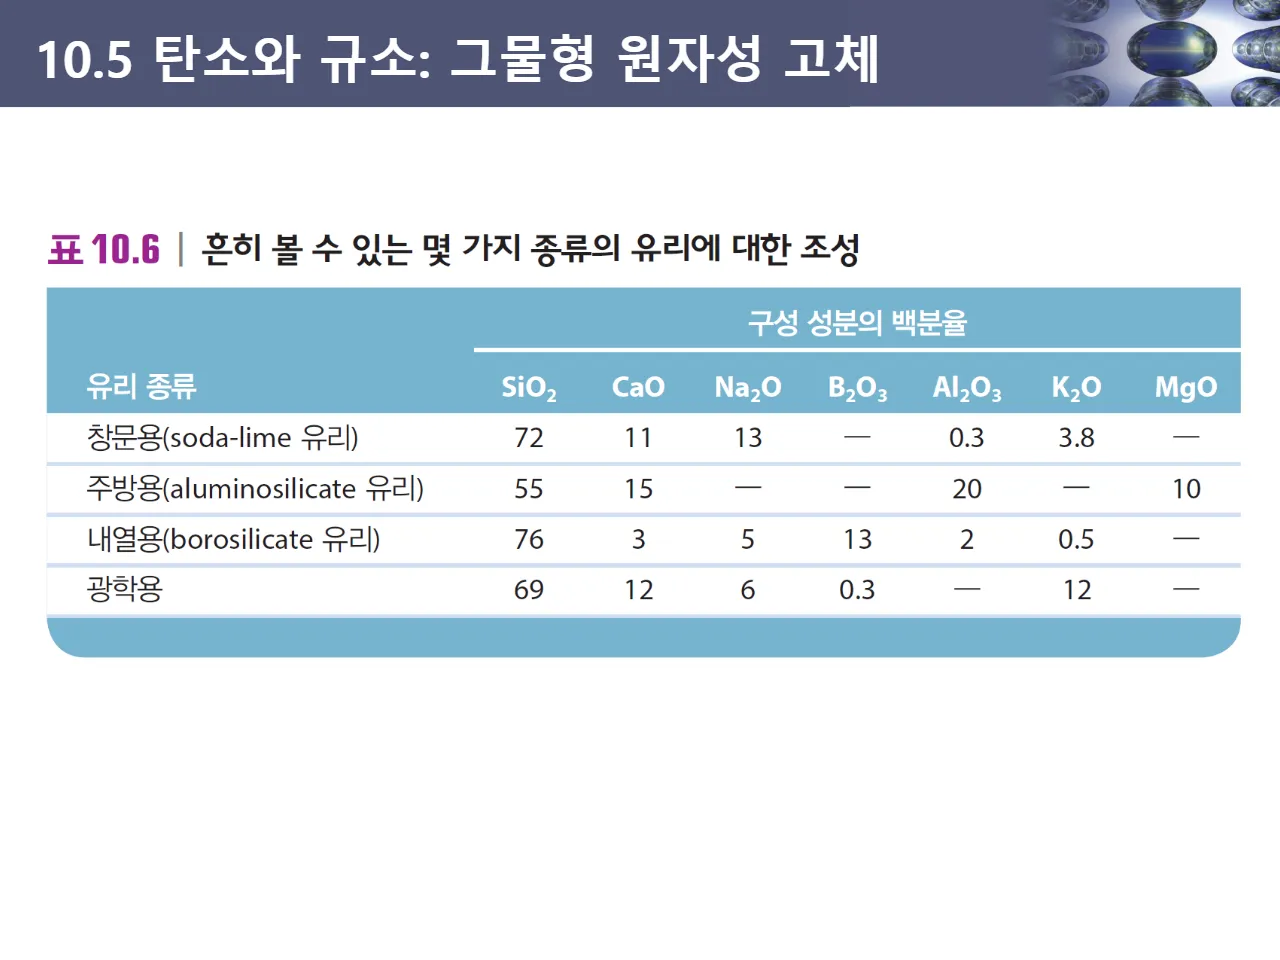 10.5 탄소와 규소: 그물형 원자성 고체
표 10.6 | 흔히 볼 수 있는 몇 가지 종류의 유리에 대한 조성
구성 성분의 백분율
유리 종류 SiO₂ CaO Na₂O B₂O₃ Al₂O₃ K₂O MgO
창문용(soda-lime 유리) 72 11 13 — 0.3 3.8 —
주방용(aluminosilicate 유리) 55 15 — — 20 — 10
내열용(borosilicate 유리) 76 3 5 13 2 0.5 —
광학용 69 12 6 0.3 — 12 —